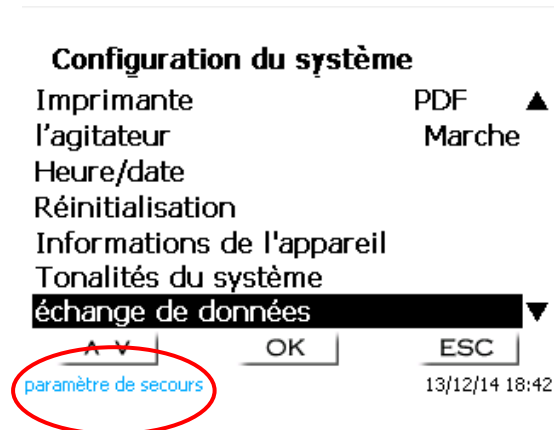 Configuration du système
Imprimante PDF ▲
l'agitateur Marche
Heure/date
Réinitialisation
Informations de l'appareil
Tonalités du système
échange de données ▼
∧ ∨ OK ESC
paramètre de secours 13/12/14 18:42